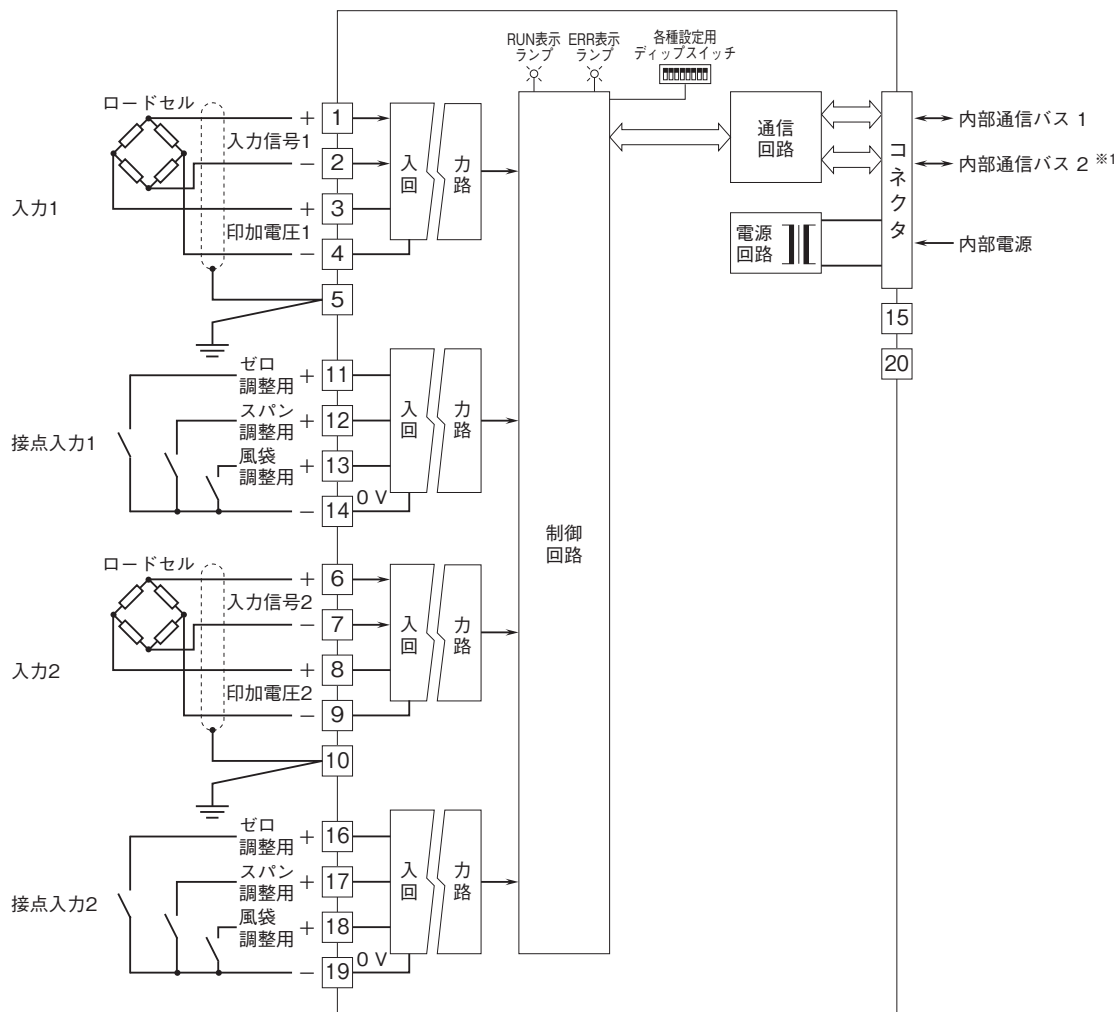 RUN表示
ランプ
ERR表示
ランプ
各種設定用
ディップスイッチ
ロードセル
入力1
+ 1
入力信号1
− 2
+ 3
印加電圧1
− 4
5
入 力
回 路
通信
回路
コネクタ
内部通信バス 1
内部通信バス 2 ※1
電源
回路
内部電源
15
20
接点入力1
ゼロ
調整用
+ 11
スパン
調整用
+ 12
風袋
調整用
+ 13
− 14
0 V
入 力
回 路
制御
回路
ロードセル
入力2
+ 6
入力信号2
− 7
+ 8
印加電圧2
− 9
10
入 力
回 路
接点入力2
ゼロ
調整用
+ 16
スパン
調整用
+ 17
風袋
調整用
+ 18
− 19
0 V
入 力
回 路